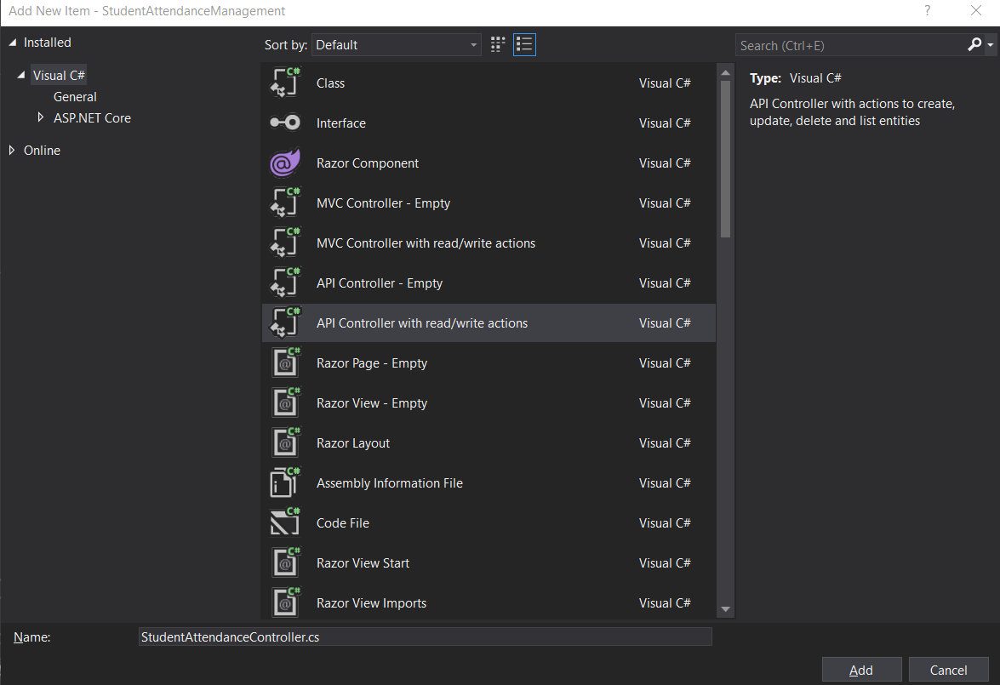 Add New Item - StudentAttendanceManagement
?
Installed
Visual C#
General
ASP.NET Core
Online
Sort by: Default
Search (Ctrl+E)
C# Class Visual C#
Interface Visual C#
@ Razor Component Visual C#
C# MVC Controller - Empty Visual C#
C# MVC Controller with read/write actions Visual C#
C# API Controller - Empty Visual C#
C# API Controller with read/write actions Visual C#
C# @ Razor Page - Empty Visual C#
C# @ Razor View - Empty Visual C#
C# @ Razor Layout Visual C#
C# i Assembly Information File Visual C#
C# Code File Visual C#
C# @ Razor View Start Visual C#
C# @ Razor View Imports Visual C#
Type: Visual C#
API Controller with actions to create,
update, delete and list entities
Name: StudentAttendanceController.cs
Add Cancel